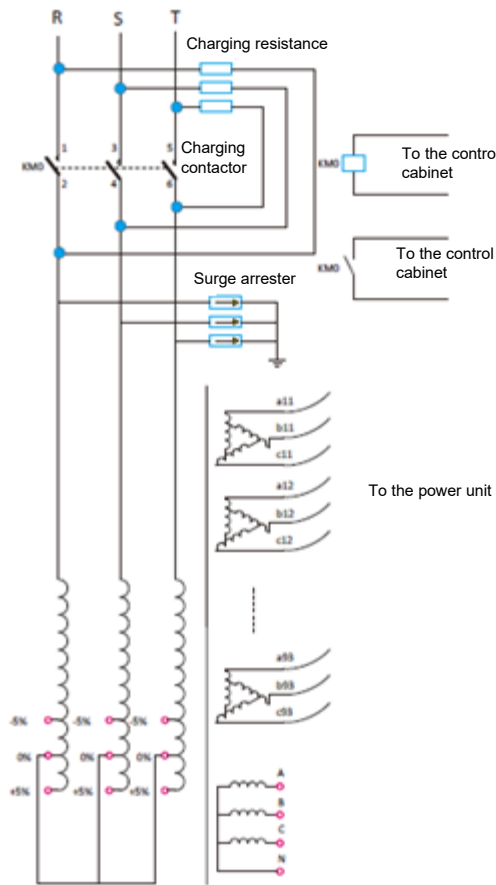 R S T
Charging resistance
1 3 5
Charging
contactor
KM0
2 4 6
KM0
To the contro
cabinet
To the control
cabinet
KM0
Surge arrester
a11
b11
c11
a12
b12
c12
To the power unit
a93
b93
c93
-5% -5% -5%
0% 0% 0%
+5% +5% +5%
A
B
C
N